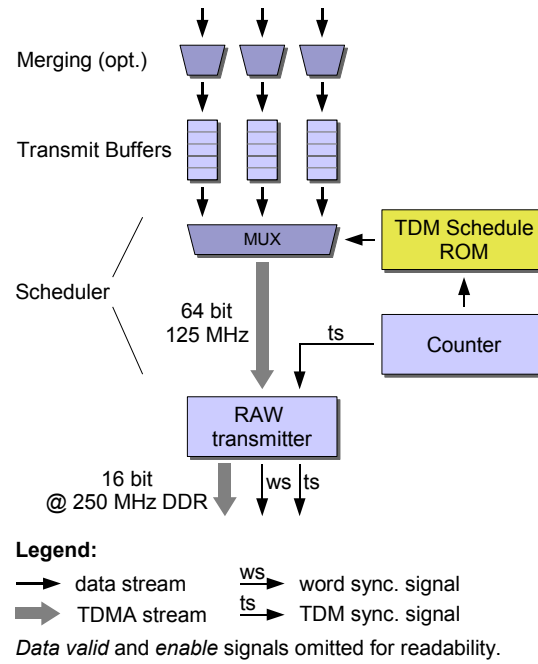 Merging (opt.)
Transmit Buffers
MUX
TDM Schedule
ROM
Scheduler
64 bit
125 MHz
ts
Counter
RAW
transmitter
16 bit
@ 250 MHz DDR
ws
ts
Legend:
data stream
ws
word sync. signal
TDMA stream
ts
TDM sync. signal
Data valid and enable signals omitted for readability.